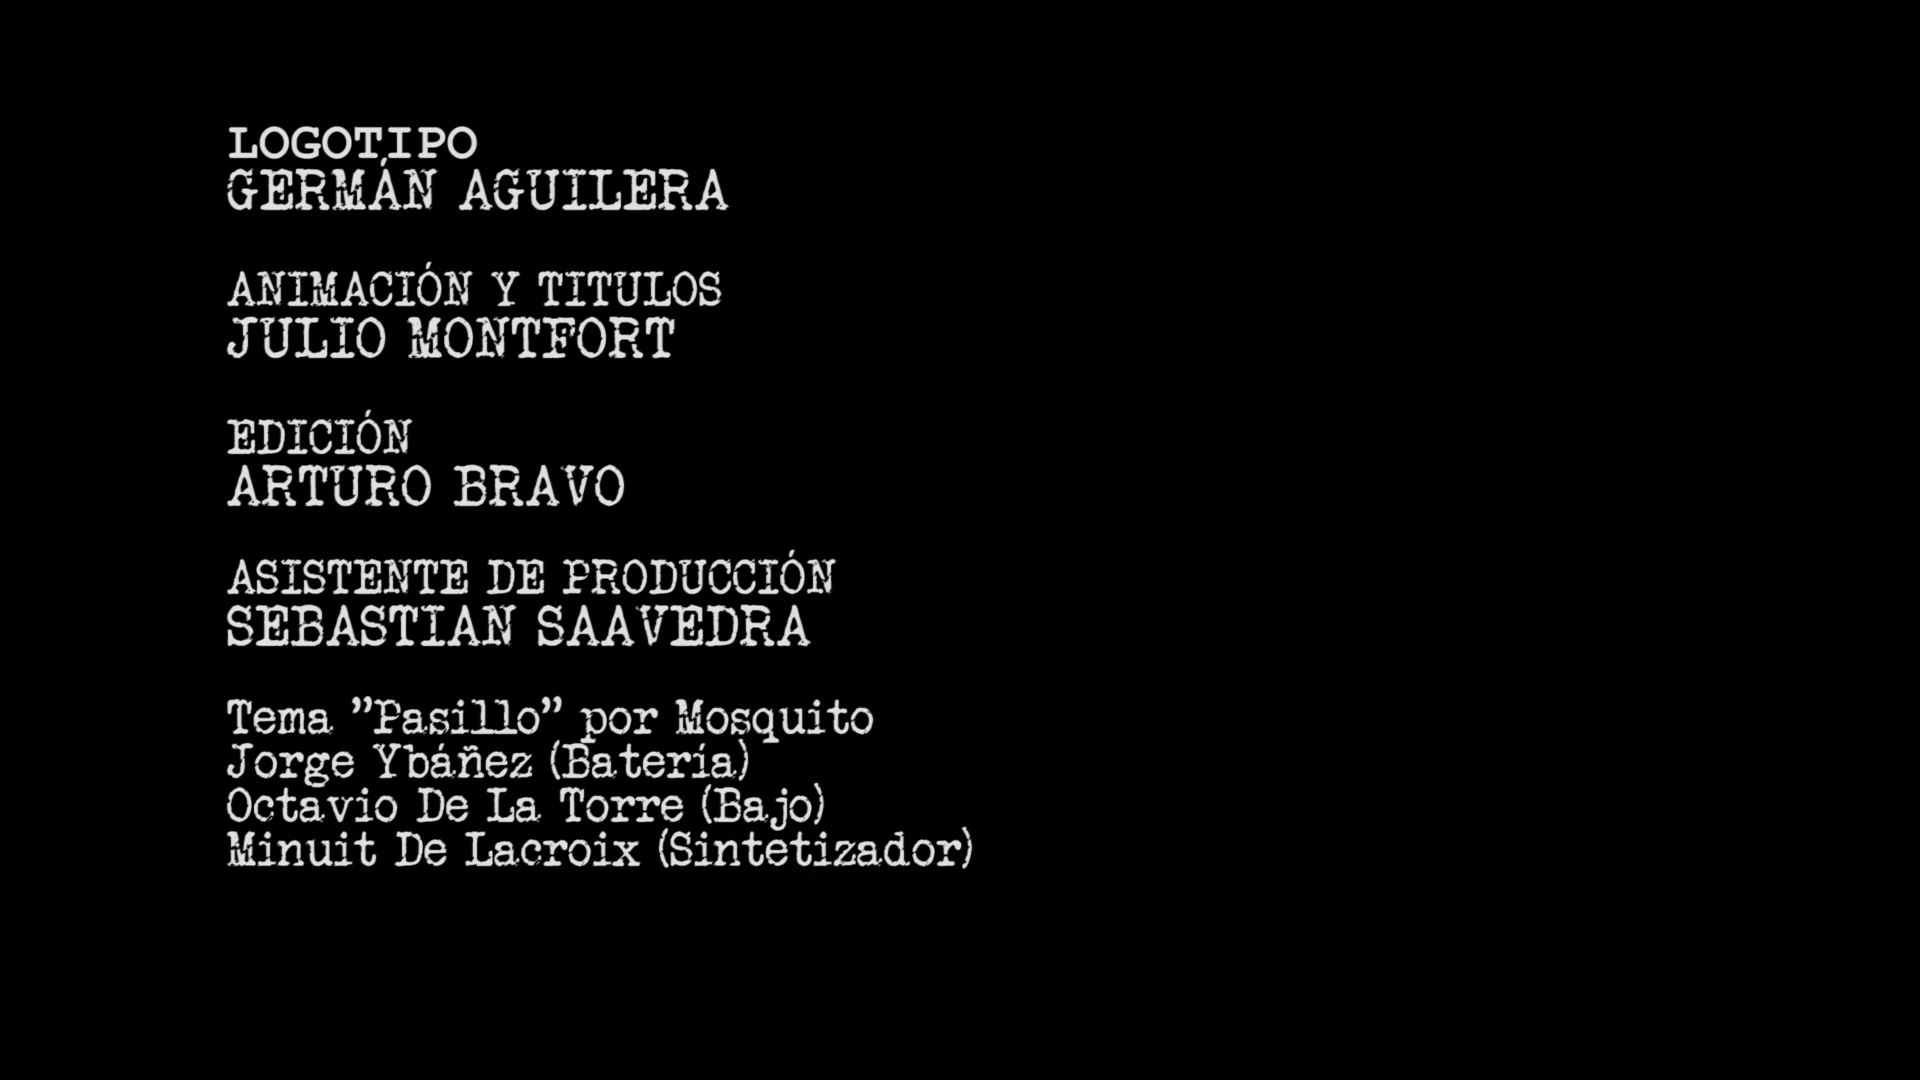 LOGOTIPO
GERMÁN AGUILERA
ANIMACIÓN Y TITULOS
JULIO MONTFORT
EDICIÓN
ARTURO BRAVO
ASISTENTE DE PRODUCCIÓN
SEBASTIAN SAAVEDRA
Tema ”Pasillo” por Mosquito
Jorge Ybáñez (Batería)
Octavio De La Torre (Bajo)
Minuit De Lacroix (Sintetizador)